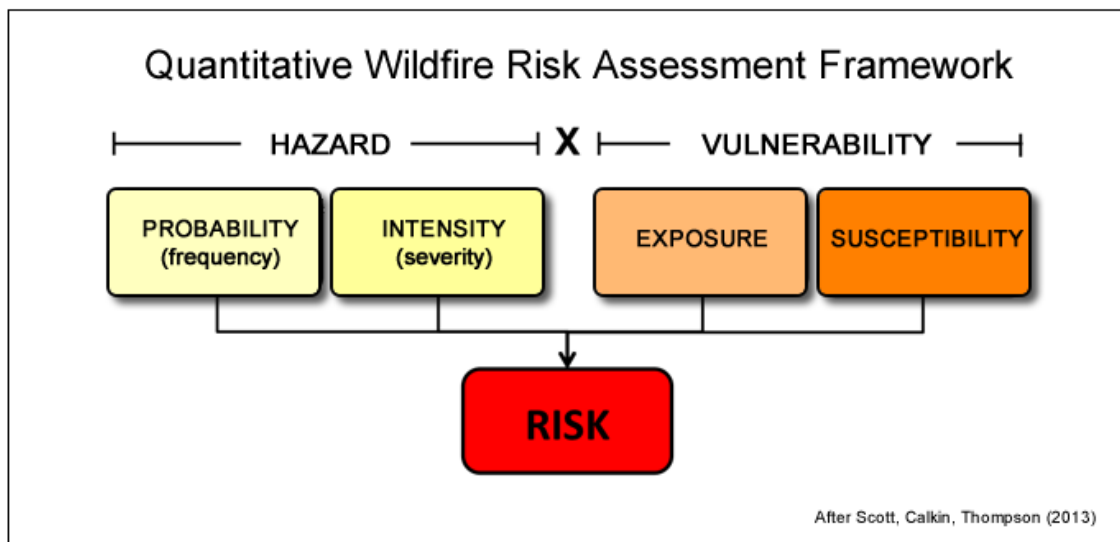 Quantitative Wildfire Risk Assessment Framework
HAZARD X VULNERABILITY
PROBABILITY
(frequency)
INTENSITY
(severity)
EXPOSURE
SUSCEPTIBILITY
RISK
After Scott, Calkin, Thompson (2013)